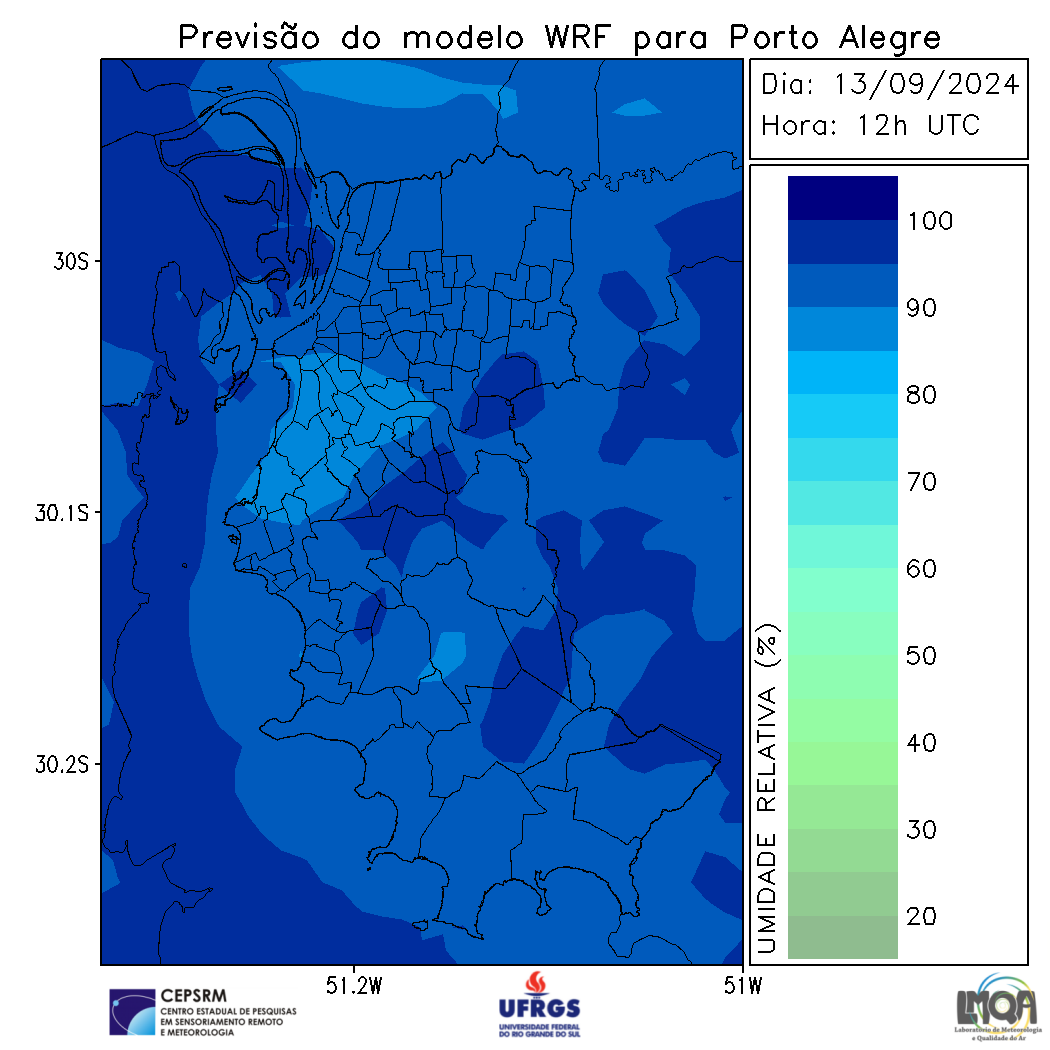 Previsão do modelo WRF para Porto Alegre
Dia: 13/09/2024
Hora: 12h UTC
30S
30.1S
30.2S
51.2W
51W
100
90
80
70
60
50
40
30
20
UMIDADE RELATIVA (%)
CEPSRM
CENTRO ESTADUAL DE PESQUISAS
EM SENSORIAMENTO REMOTO
E METEOROLOGIA
UFRGS
UNIVERSIDADE FEDERAL
DO RIO GRANDE DO SUL
LMQA
Laboratório de Meteorologia
e Qualidade do Ar